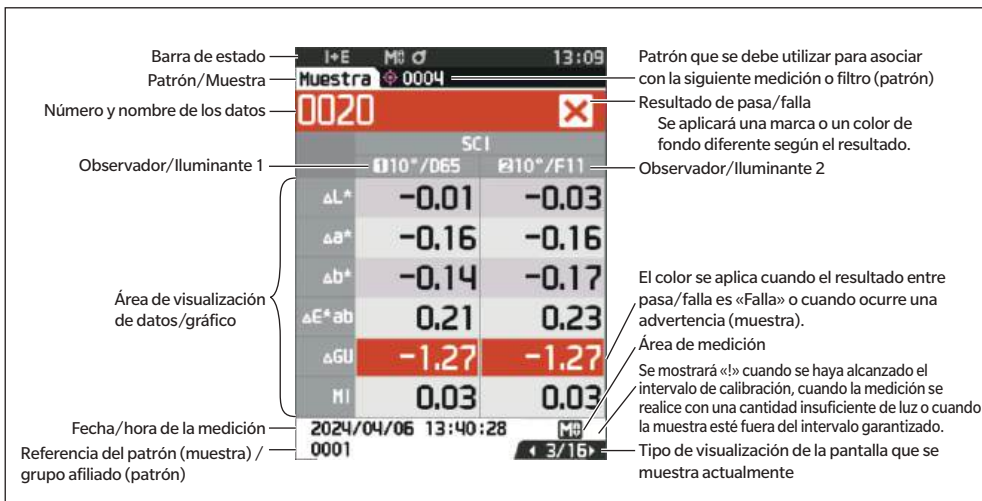 Barra de estado
Patrón/Muestra
Número y nombre de los datos
Observador/Iluminante 1
Área de visualización
de datos/gráfico
Fecha/hora de la medición
Referencia del patrón (muestra) /
grupo afiliado (patrón)
I+E 13:09
Muestra 0004
0020
SCI
1 10°/D65 2 10°/F11
ΔL* -0.01 -0.03
Δa* -0.16 -0.16
Δb* -0.14 -0.17
ΔE*ab 0.21 0.23
ΔGU -1.27 -1.27
MI 0.03 0.03
2024/04/06 13:40:28
0001 3/16
Patrón que se debe utilizar para asociar
con la siguiente medición o filtro (patrón)
Resultado de pasa/falla
Se aplicará una marca o un color de
fondo diferente según el resultado.
Observador/Iluminante 2
El color se aplica cuando el resultado entre
pasa/falla es «Falla» o cuando ocurre una
advertencia (muestra).
Área de medición
Se mostrará «!» cuando se haya alcanzado el
intervalo de calibración, cuando la medición se
realice con una cantidad insuficiente de luz o cuando
la muestra esté fuera del intervalo garantizado.
Tipo de visualización de la pantalla que se
muestra actualmente